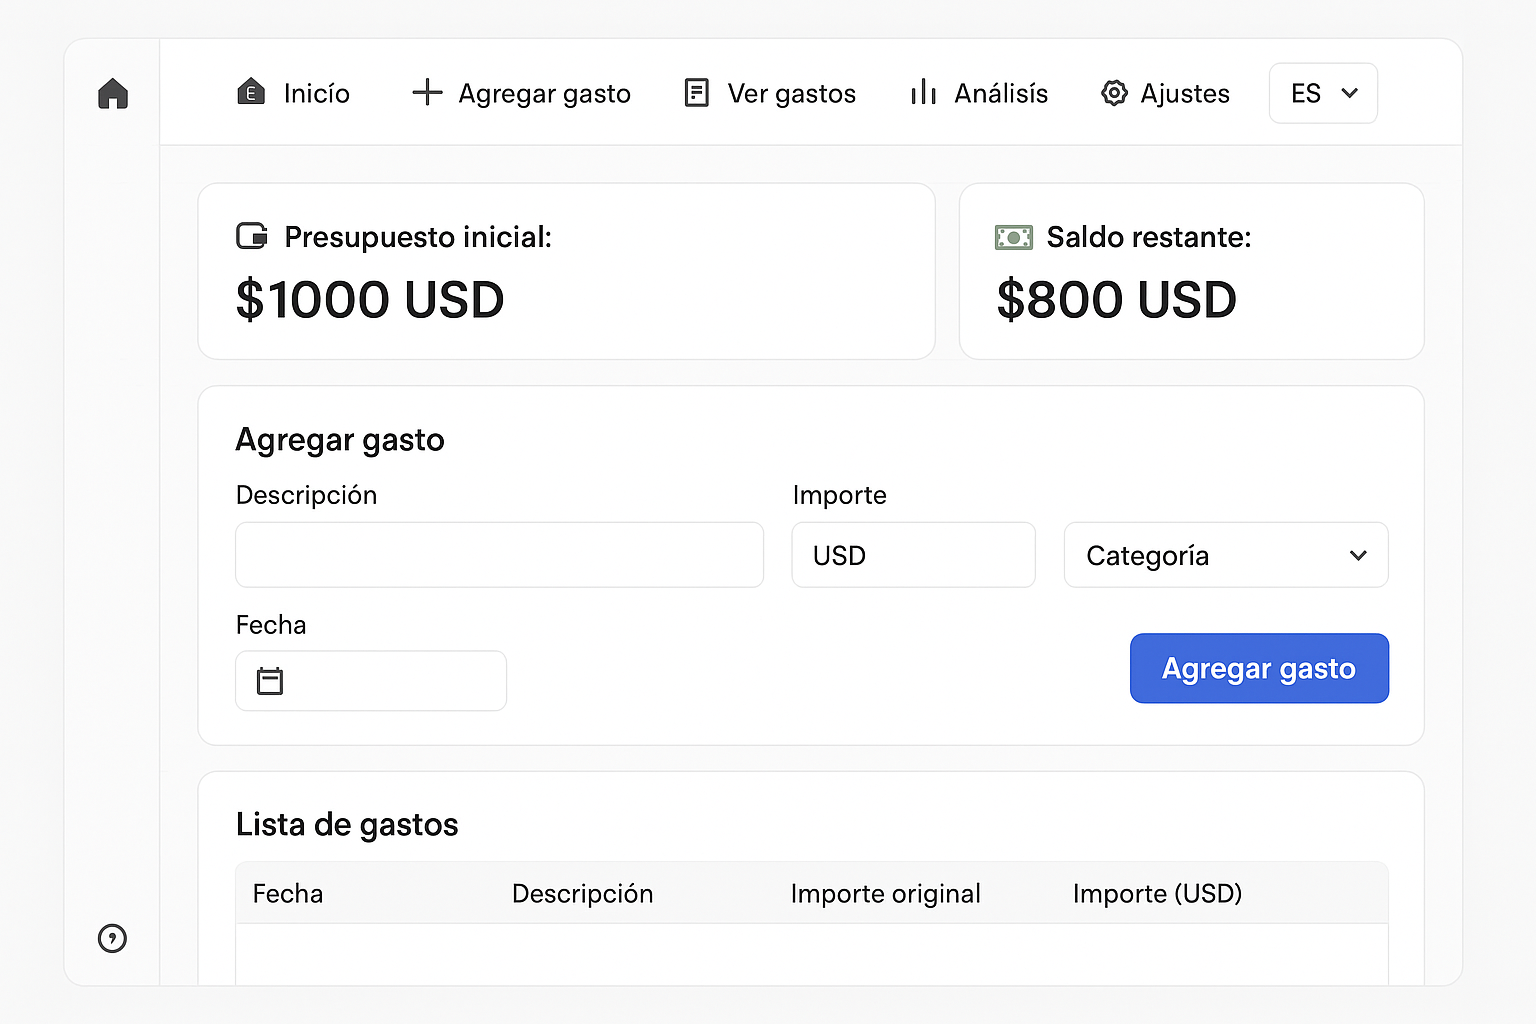 E Inicío
Agregar gasto
Ver gastos
Análisís
Ajustes
ES
Presupuesto inicial:
$1000 USD
Saldo restante:
$800 USD
Agregar gasto
Descripción
Importe
USD
Categoría
Fecha
Agregar gasto
Lista de gastos
Fecha
Descripción
Importe original
Importe (USD)